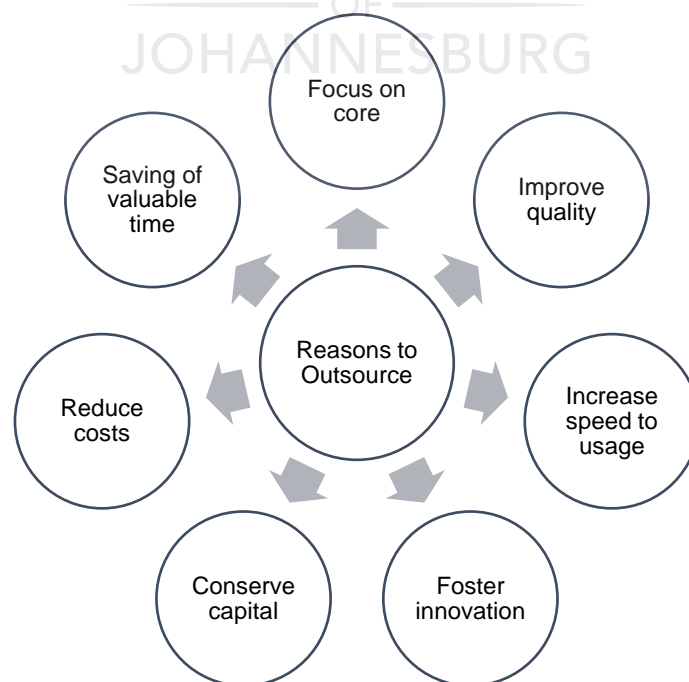 OF
JOHANNESBURG
Focus on
core
Improve
quality
Increase
speed to
usage
Foster
innovation
Conserve
capital
Reduce
costs
Saving of
valuable
time
Reasons to
Outsource